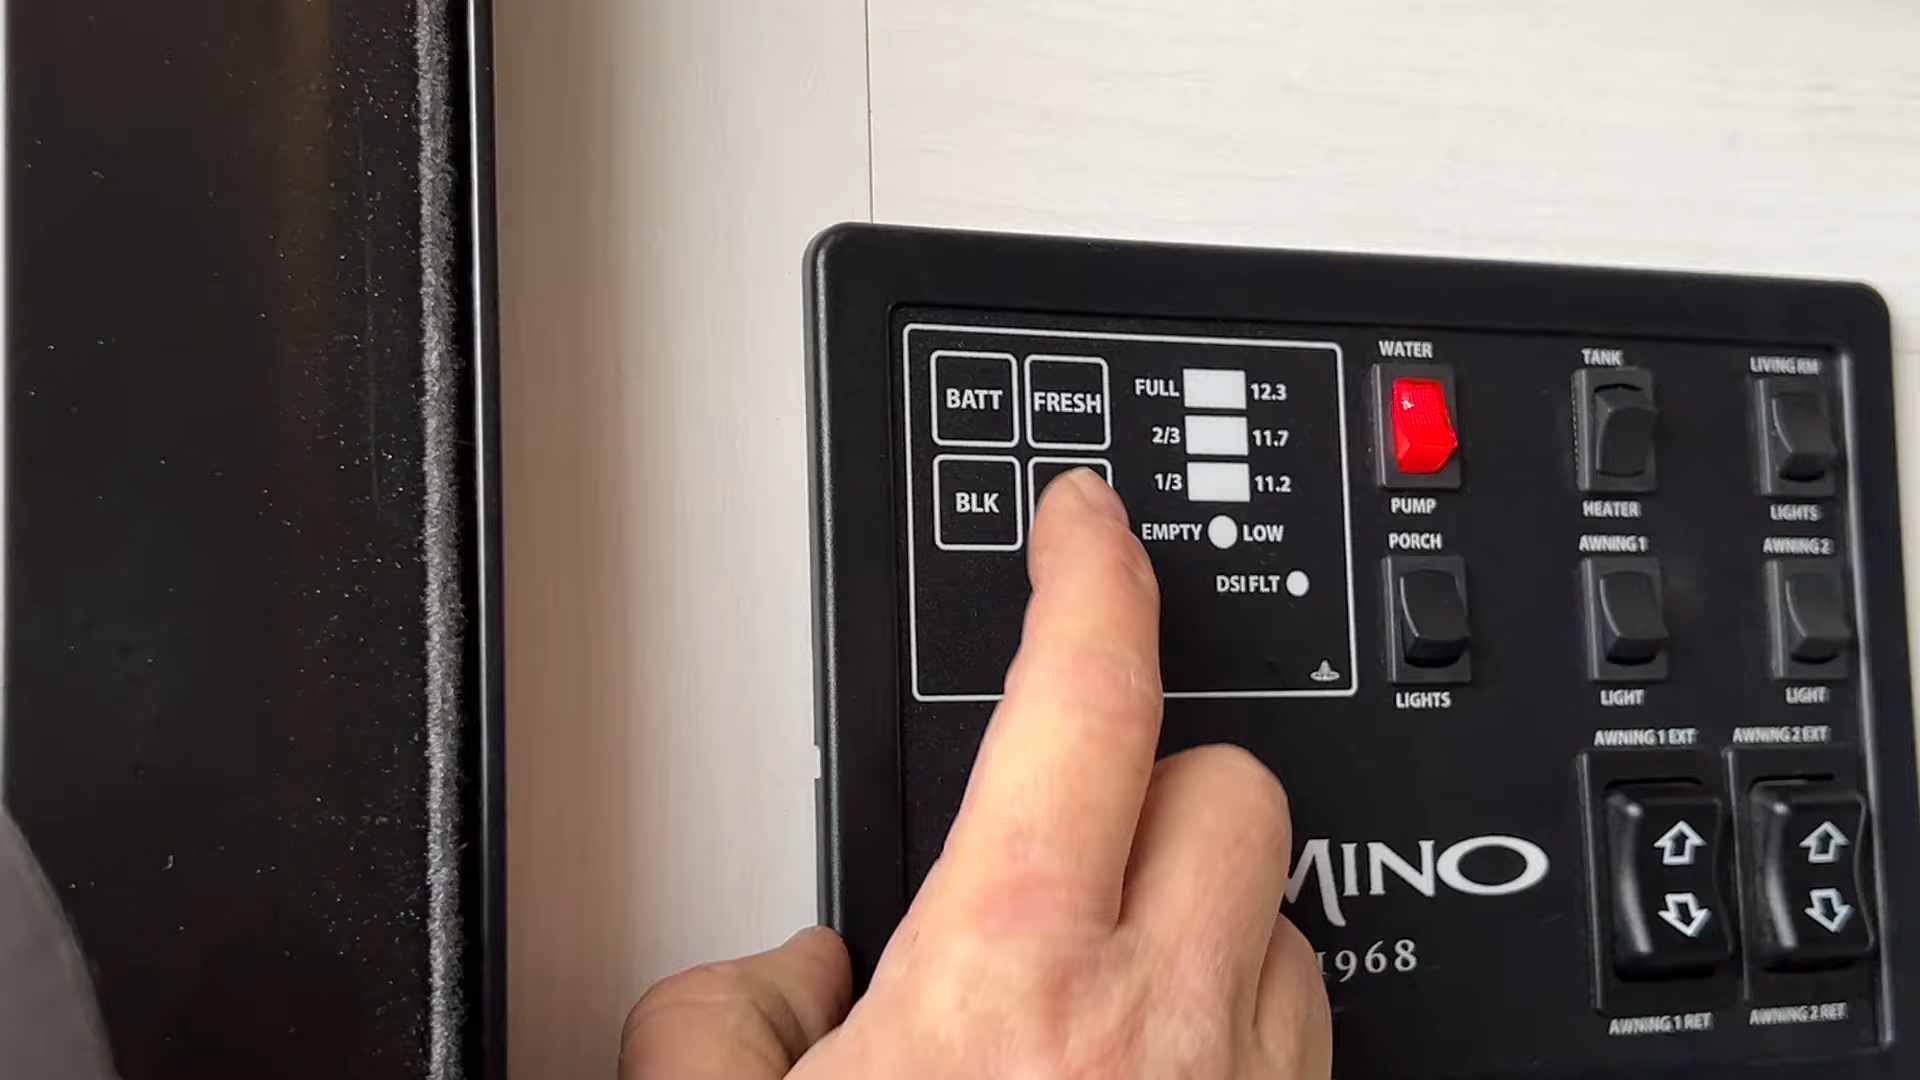 BATT
FRESH
BLK
FULL 12.3
2/3 11.7
1/3 11.2
EMPTY LOW
DSI FLT
WATER
PUMP
TANK
HEATER
LIVING RM
LIGHTS
PORCH
LIGHTS
AWNING 1
LIGHT
AWNING 2
LIGHT
AWNING 1 EXT
AWNING 1 RET
AWNING 2 EXT
AWNING 2 RET
MINO
1968